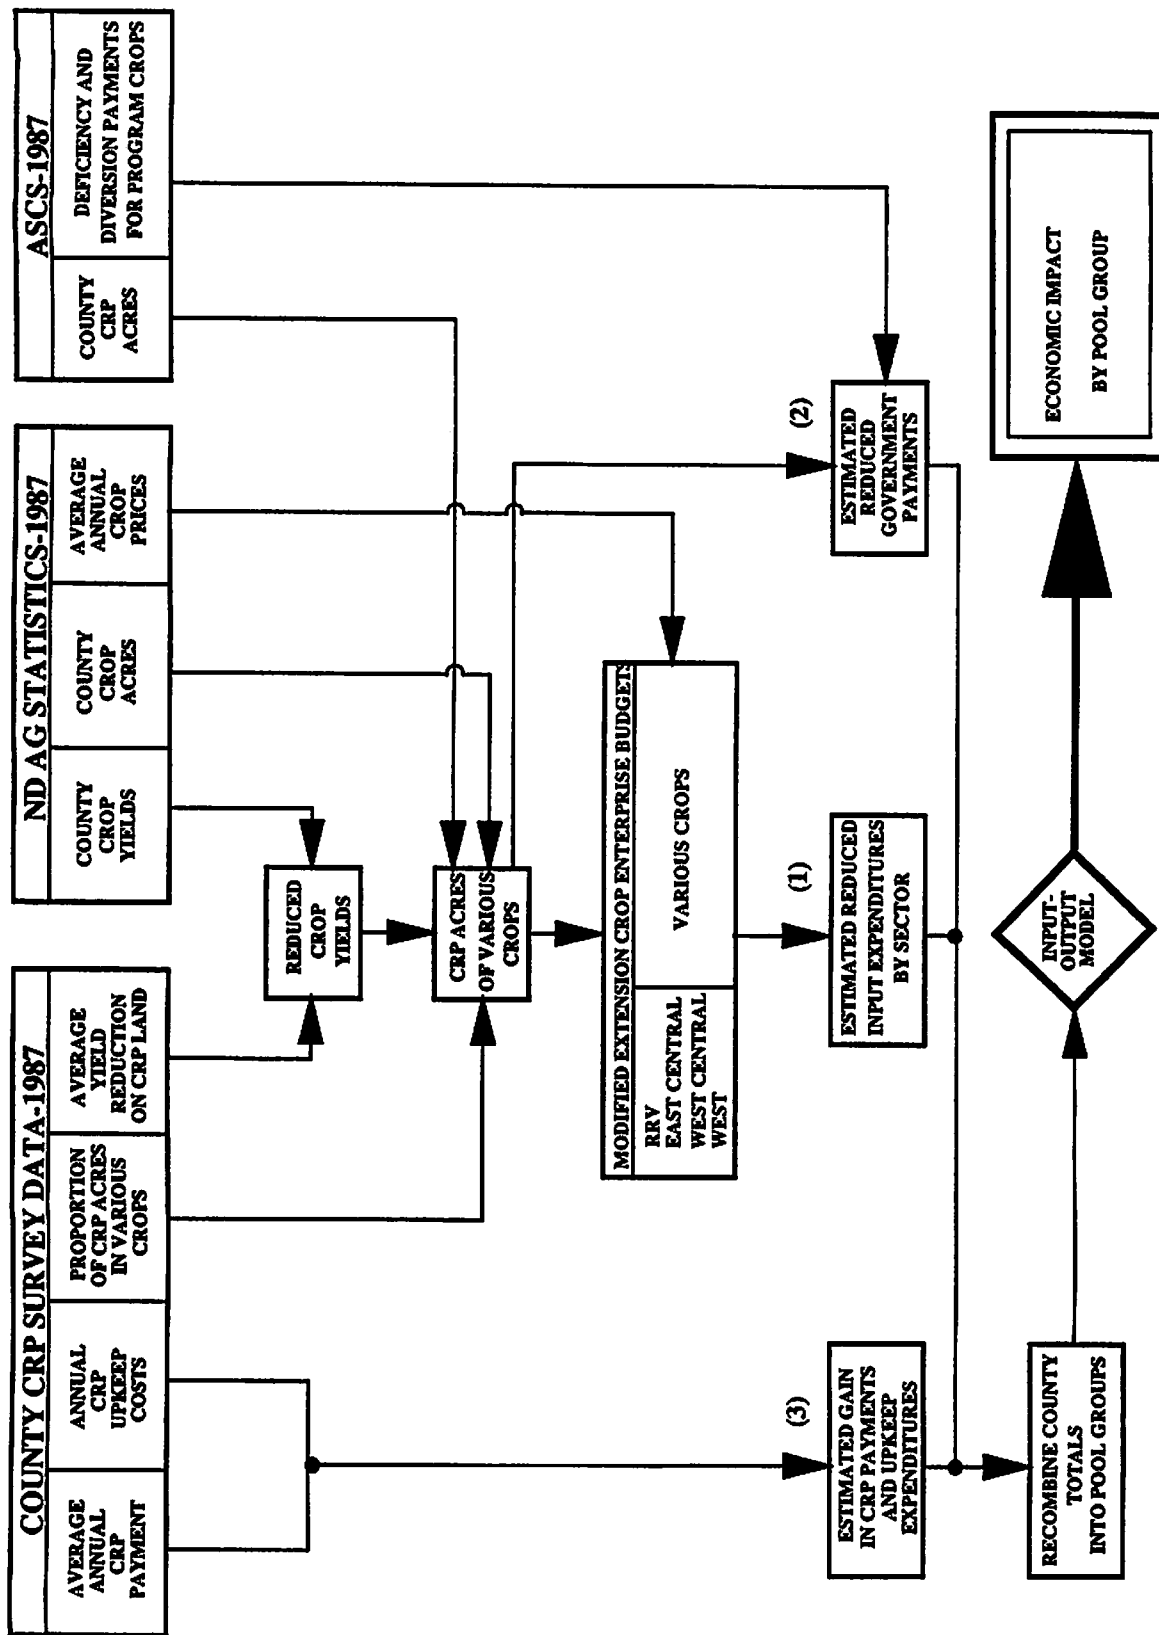 COUNTY CRP SURVEY DATA-1987
AVERAGE
ANNUAL
CRP
PAYMENT
ANNUAL
CRP
UPKEEP
COSTS
PROPORTION
OF CRP ACRES
IN VARIOUS
CROPS
AVERAGE
YIELD
REDUCTION
ON CRP LAND
ND AG STATISTICS-1987
COUNTY
CROP
YIELDS
COUNTY
CROP
ACRES
AVERAGE
ANNUAL
CROP
PRICES
ASCS-1987
COUNTY
CRP
ACRES
DEFICIENCY AND
DIVERSION PAYMENTS
FOR PROGRAM CROPS
REDUCED
CROP
YIELDS
CRP ACRES
OF VARIOUS
CROPS
MODIFIED EXTENSION CROP ENTERPRISE BUDGETS
RRV
EAST CENTRAL
WEST CENTRAL
WEST
VARIOUS CROPS
(3)
ESTIMATED GAIN
IN CRP PAYMENTS
AND UPKEEP
EXPENDITURES
(1)
ESTIMATED REDUCED
INPUT EXPENDITURES
BY SECTOR
(2)
ESTIMATED
REDUCED
GOVERNMENT
PAYMENTS
RECOMBINE COUNTY
TOTALS
INTO POOL GROUPS
INPUT-
OUTPUT
MODEL
ECONOMIC IMPACT
BY POOL GROUP